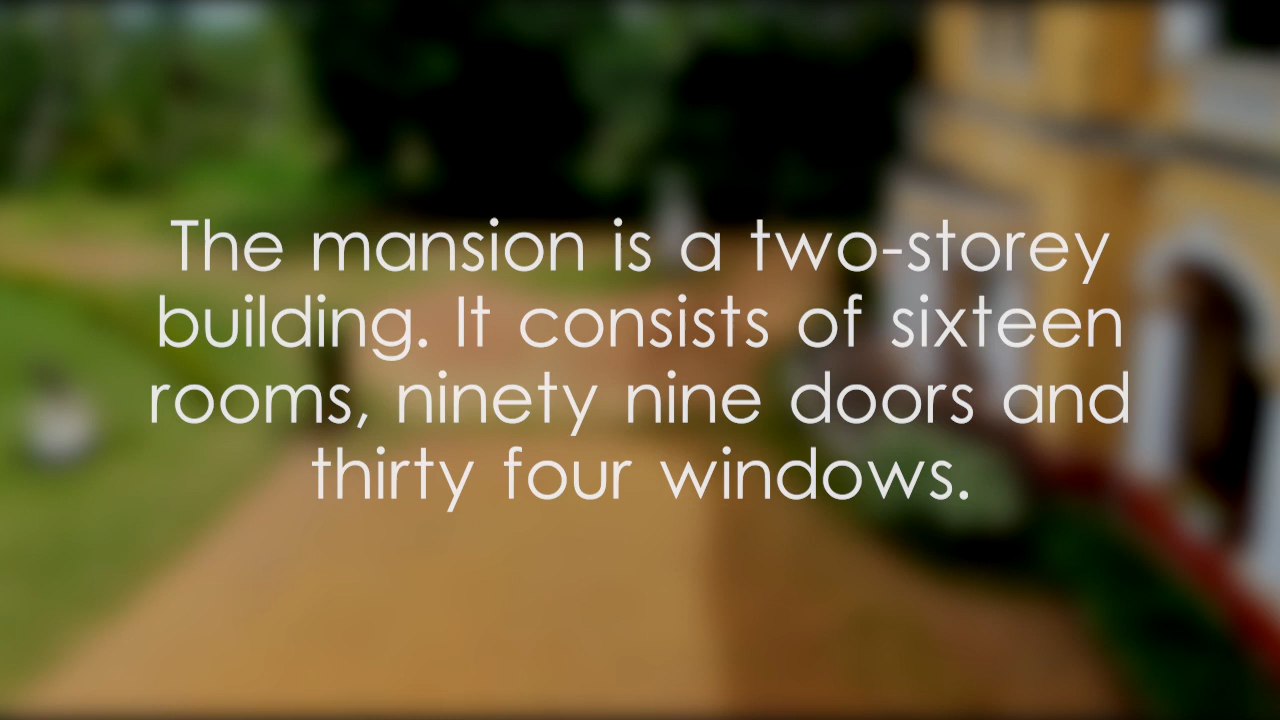 The mansion is a two-storey
building. It consists of sixteen
rooms, ninety nine doors and
thirty four windows.